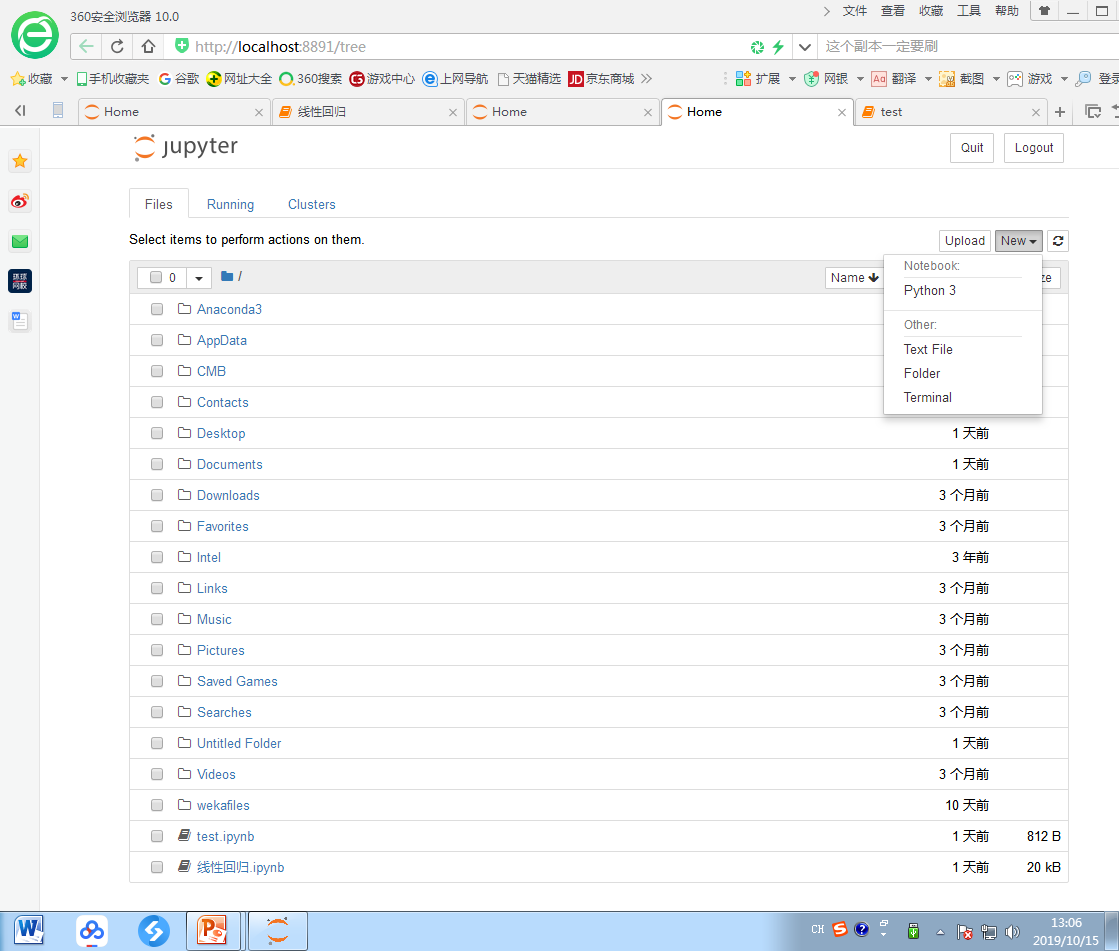 360安全浏览器 10.0
文件 查看 收藏 工具 帮助
http://localhost:8891/tree
这个副本一定要刷
收藏 手机收藏夹 谷歌 网址大全 360搜索 G 游戏中心 上网导航 天猫精选 JD 京东商城 扩展 网银 Aa 翻译 截图 游戏 登录
Home 线性回归 Home Home test
jupyter
Quit Logout
Files Running Clusters
Select items to perform actions on them.
Upload New
0 /
Name ze
Notebook:
Python 3
Other:
Text File
Folder
Terminal
Anaconda3
AppData
CMB
Contacts
Desktop 1 天前
Documents 1 天前
Downloads 3 个月前
Favorites 3 个月前
Intel 3 年前
Links 3 个月前
Music 3 个月前
Pictures 3 个月前
Saved Games 3 个月前
Searches 3 个月前
Untitled Folder 1 天前
Videos 3 个月前
wekafiles 10 天前
test.ipynb 1 天前 812 B
线性回归.ipynb 1 天前 20 kB
环球
网校
W
W P CH S ?
13:06
2019/10/15